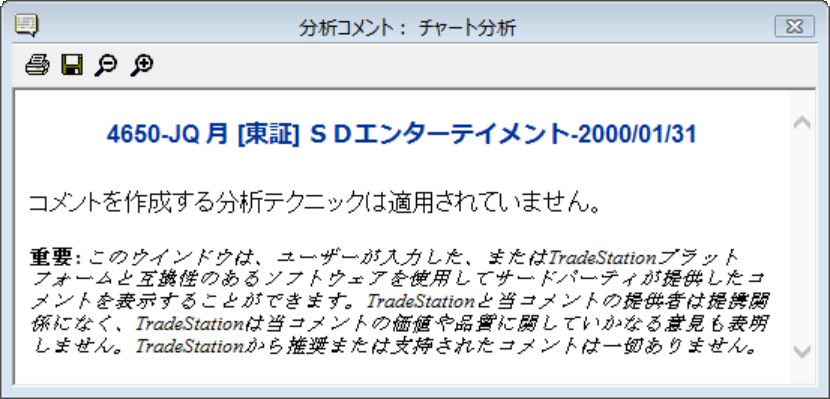 分析コメント： チャート分析
4650-JQ 月 [東証] ＳＤエンターテイメント-2000/01/31
コメントを作成する分析テクニックは適用されていません。
重要: このウインドウは、ユーザーが入力した、またはTradeStationプラット
フォームと互換性のあるソフトウェアを使用してサードパーティが提供したコ
メントを表示することができます。TradeStationと当コメントの提供者は提携関
係になく、TradeStationは当コメントの価値や品質に関していかなる意見も表明
しません。TradeStationから推奨または支持されたコメントは一切ありません。